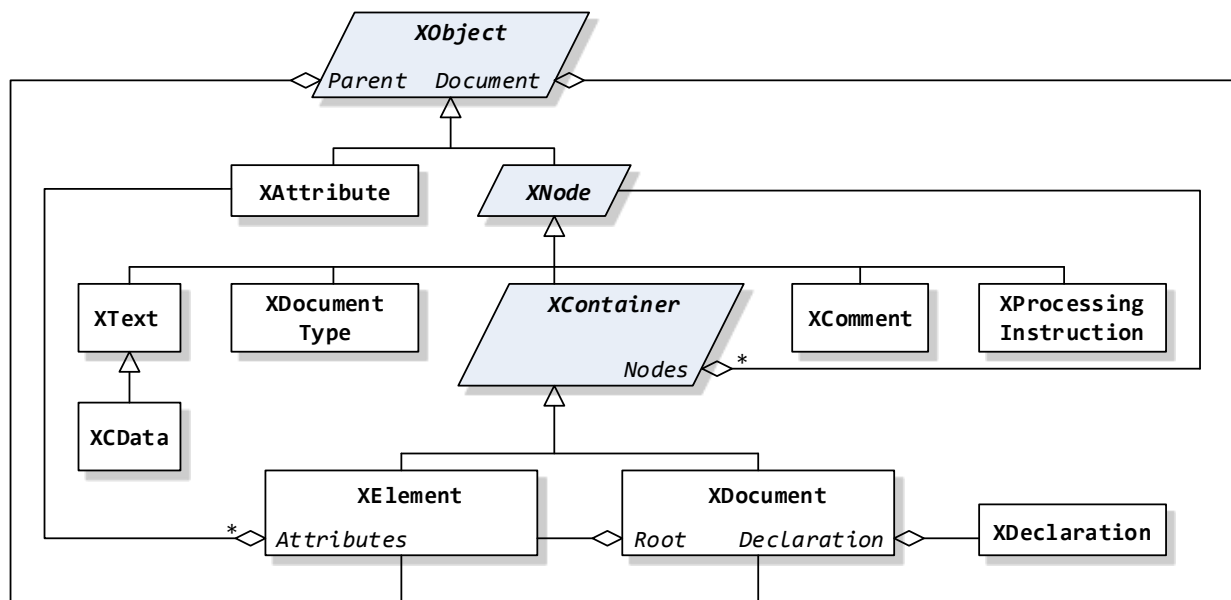 XObject
Parent Document
XAttribute
XNode
XText
XDocument
Type
XContainer
Nodes
*
XComment
XProcessing
Instruction
XCData
XElement
* Attributes
XDocument
Root Declaration
XDeclaration